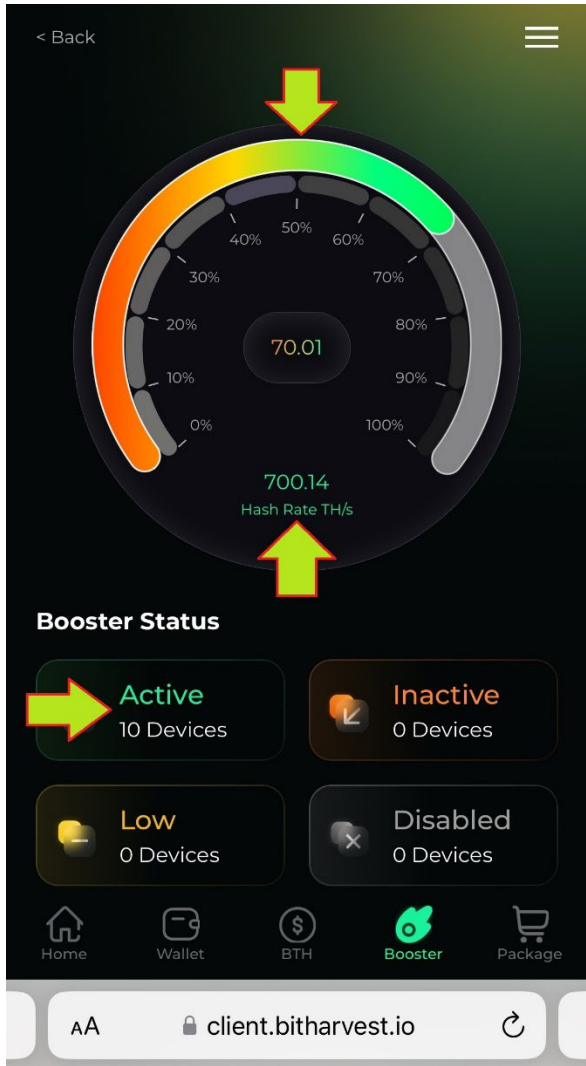 < Back
50%
40%
60%
30%
70%
20%
80%
70.01
10%
90%
0%
100%
700.14
Hash Rate TH/s
Booster Status
Active
10 Devices
Inactive
0 Devices
Low
0 Devices
Disabled
0 Devices
Home
Wallet
BTH
Booster
Package
AA
client.bitharvest.io